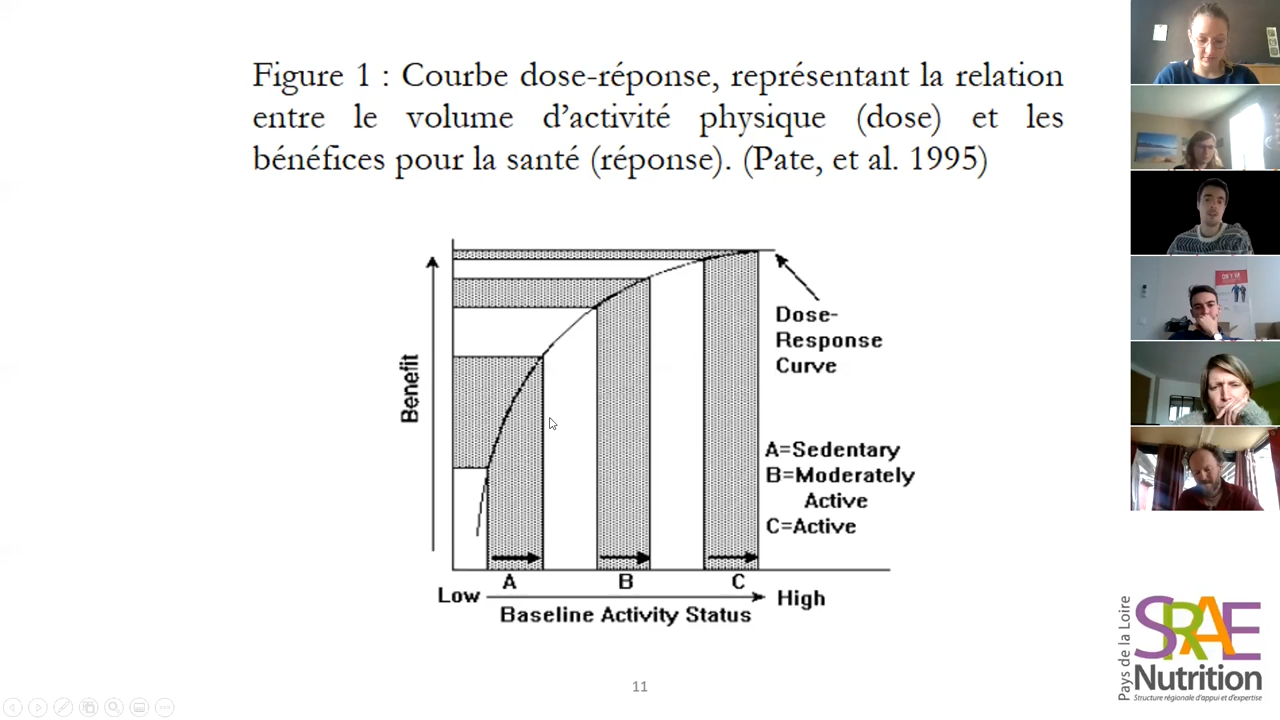 Figure 1 : Courbe dose-réponse, représentant la relation
entre le volume d’activité physique (dose) et les
bénéfices pour la santé (réponse). (Pate, et al. 1995)
Benefit
Dose-
Response
Curve
A=Sedentary
B=Moderately
Active
C=Active
A
B
C
Low
High
Baseline Activity Status
11
ON Y VA
Pays de la Loire
SRAE
Nutrition
Structure régionale d'appui et d'expertise